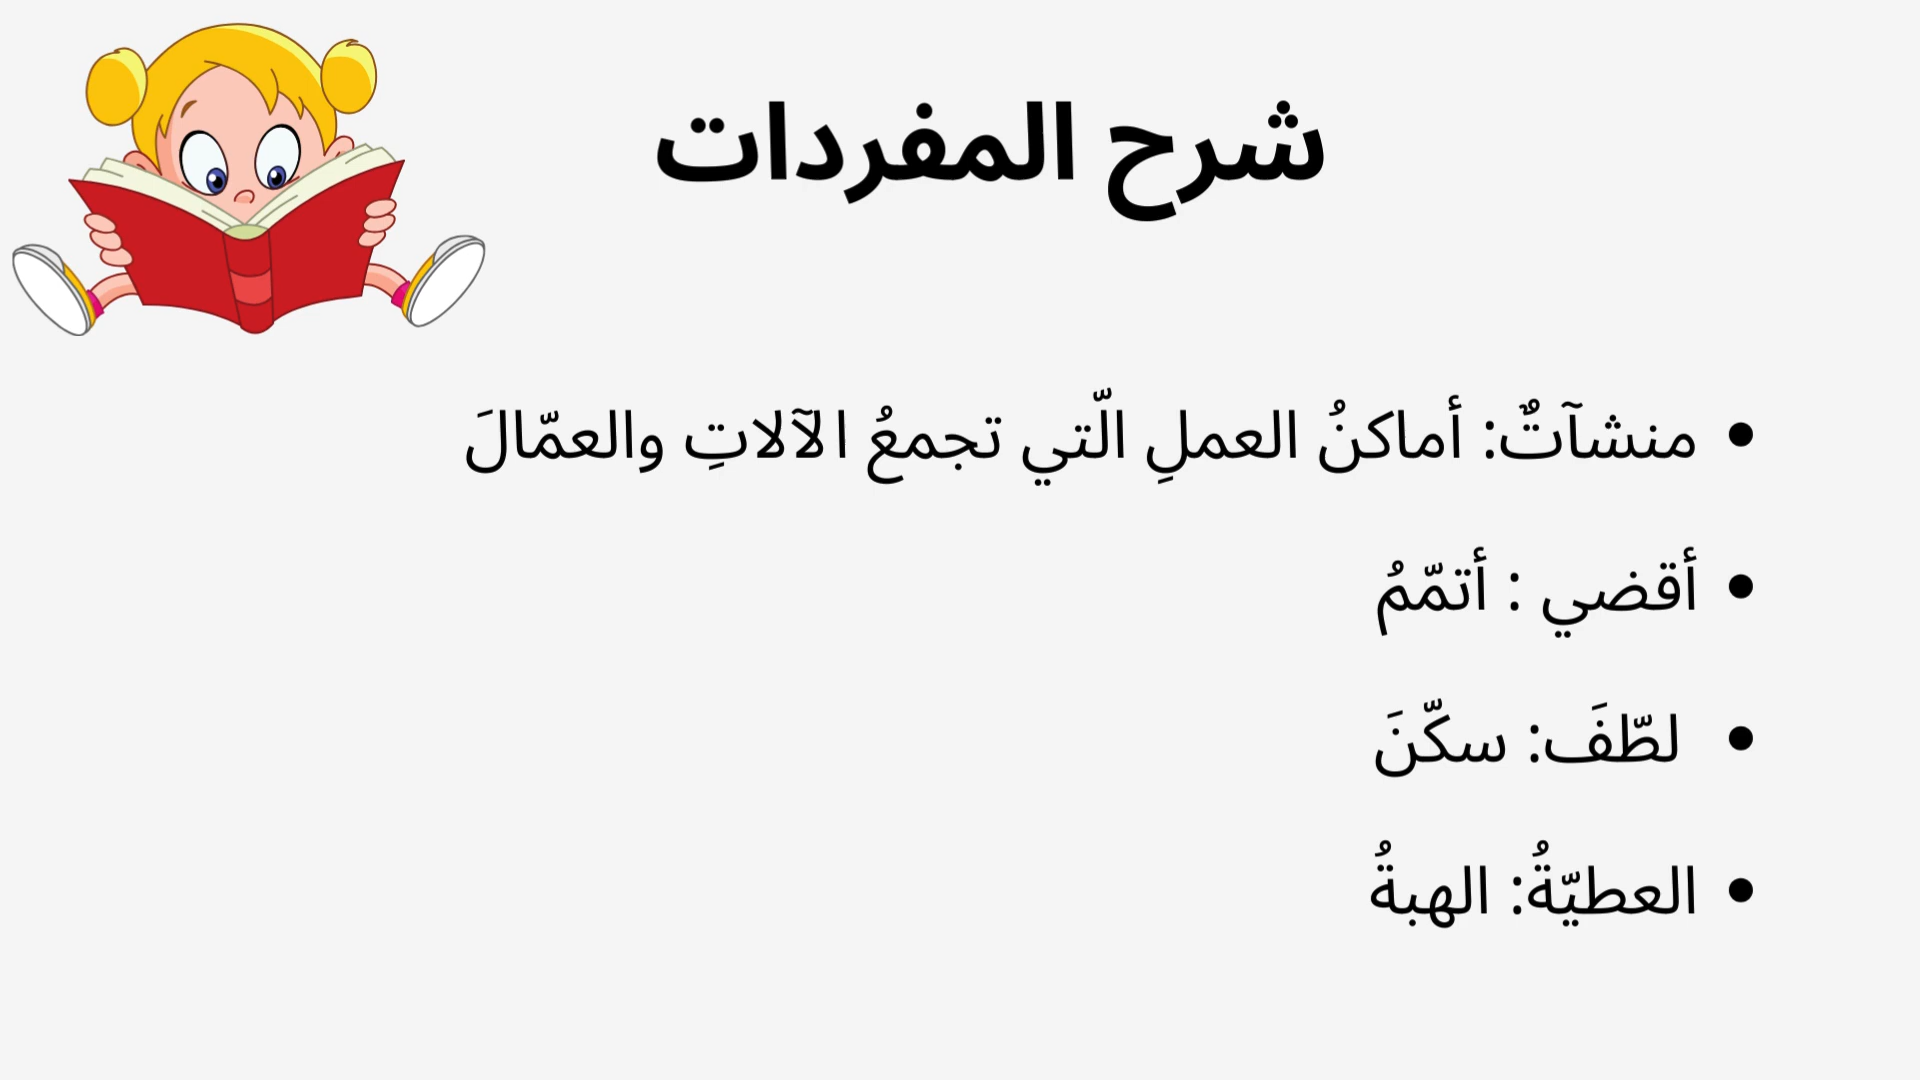 شرح المفردات
• منشآتٌ: أماكنُ العملِ الّتي تجمعُ الآلاتِ والعمّالَ
• أقضي : أتمّمُ
• لطّفَ: سكّنَ
• العطيّةُ: الهبةُ